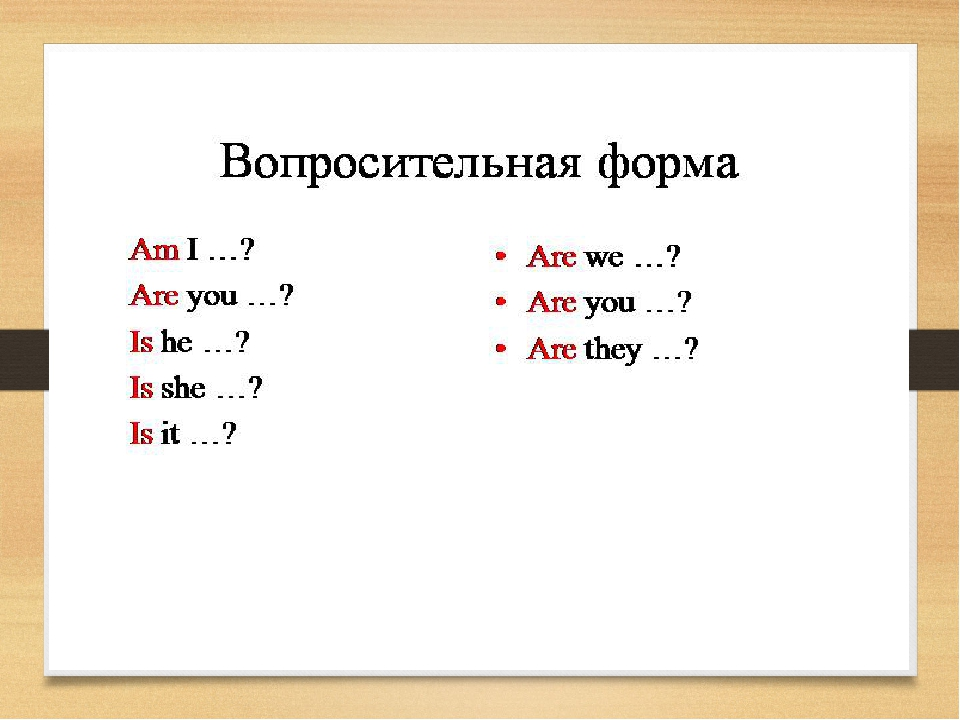 Вопросительная форма
Am I …?
Are you …?
Is he …?
Is she …?
Is it …?
• Are we …?
• Are you …?
• Are they …?